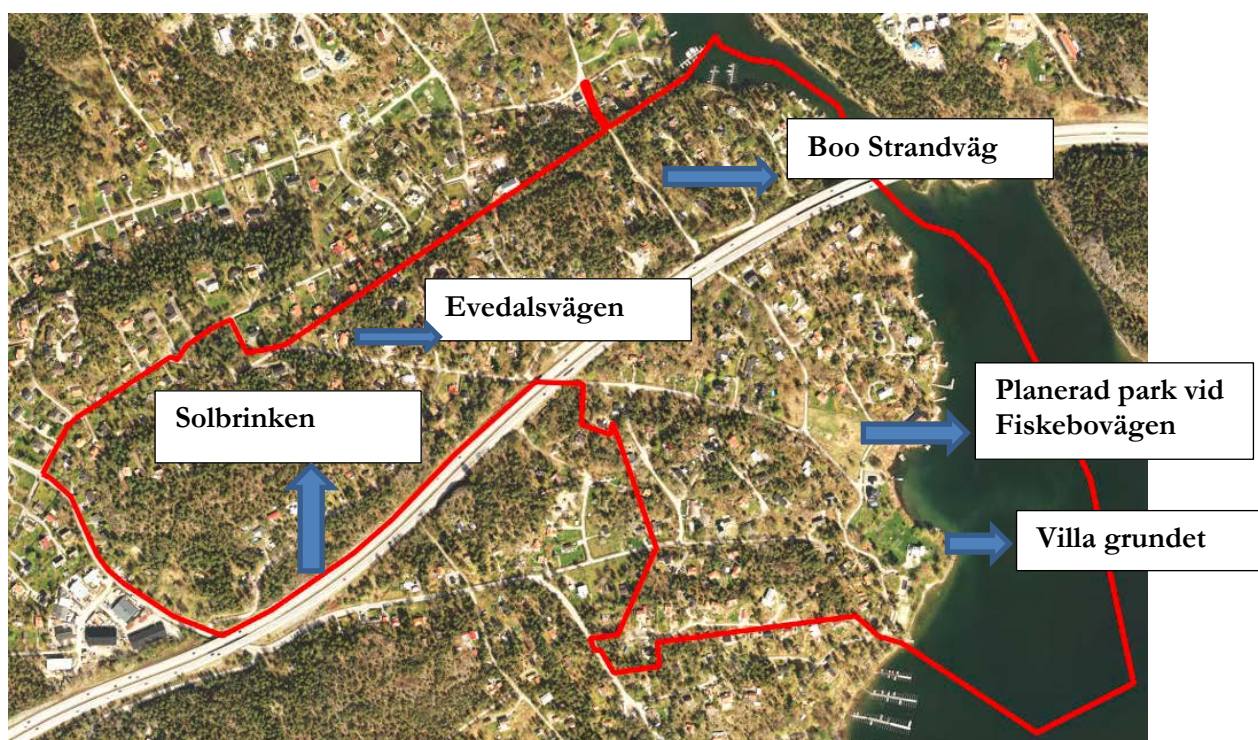 Boo Strandväg
Evedalsvägen
Planerad park vid
Fiskebovägen
Solbrinken
Villa grundet